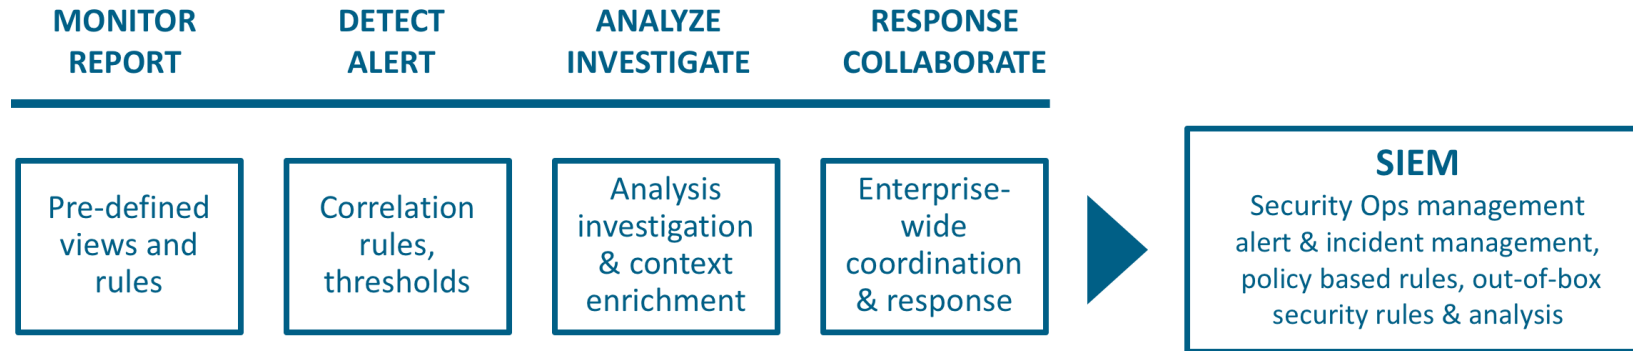 MONITOR
REPORT
DETECT
ALERT
ANALYZE
INVESTIGATE
RESPONSE
COLLABORATE
Pre-defined
views and
rules
Correlation
rules,
thresholds
Analysis
investigation
& context
enrichment
Enterprise-
wide
coordination
& response
SIEM
Security Ops management
alert & incident management,
policy based rules, out-of-box
security rules & analysis